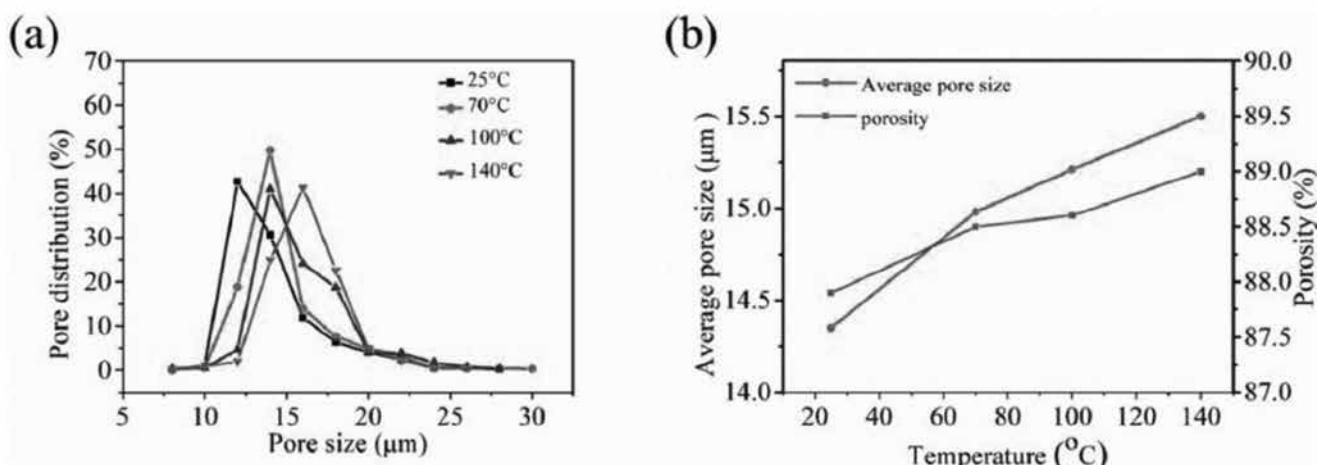 (a)
70
60
50
40
30
20
10
0
Pore distribution (%)
25°C
70°C
100°C
140°C
5
10
15
20
25
30
Pore size (μm)
(b)
15.5
15.0
14.5
14.0
Average pore size (μm)
Average pore size
porosity
90.0
89.5
89.0
88.5
88.0
87.5
87.0
Porosity (%)
20
40
60
80
100
120
140
Temperature (°C)